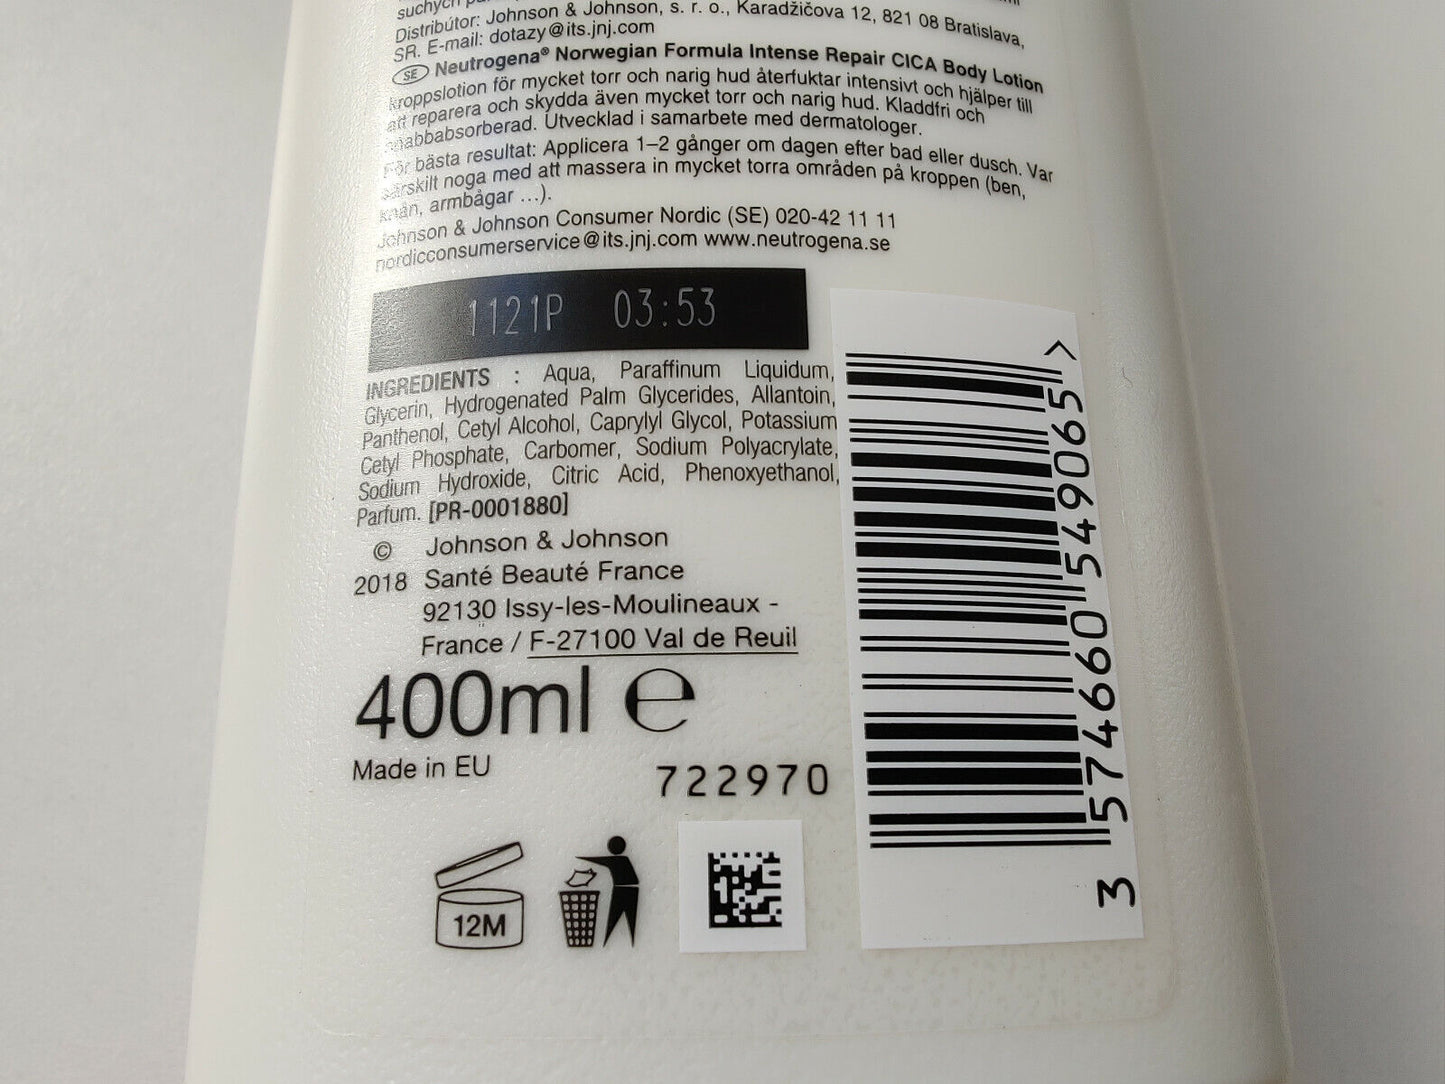 suchých
Distribútor: Johnson & Johnson, s. r. o., Karadžičova 12, 821 08 Bratislava,
SR. E-mail: dotazy@its.jnj.com
SE Neutrogena® Norwegian Formula Intense Repair CICA Body Lotion
kroppslotion för mycket torr och narig hud återfuktar intensivt och hjälper till
att reparera och skydda även mycket torr och narig hud. Kladdfri och
snabbabsorberad. Utvecklad i samarbete med dermatologer.
För bästa resultat: Applicera 1–2 gånger om dagen efter bad eller dusch. Var
särskilt noga med att massera in mycket torra områden på kroppen (ben,
knän, armbågar ...).
Johnson & Johnson Consumer Nordic (SE) 020-42 11 11
nordicconsumerservice@its.jnj.com www.neutrogena.se
1121P 03:53
INGREDIENTS : Aqua, Paraffinum Liquidum,
Glycerin, Hydrogenated Palm Glycerides, Allantoin,
Panthenol, Cetyl Alcohol, Caprylyl Glycol, Potassium
Cetyl Phosphate, Carbomer, Sodium Polyacrylate,
Sodium Hydroxide, Citric Acid, Phenoxyethanol,
Parfum. [PR-0001880]
© Johnson & Johnson
2018 Santé Beauté France
92130 Issy-les-Moulineaux -
France / F-27100 Val de Reuil
400ml e
Made in EU
722970
12M
3 574660 549065 >